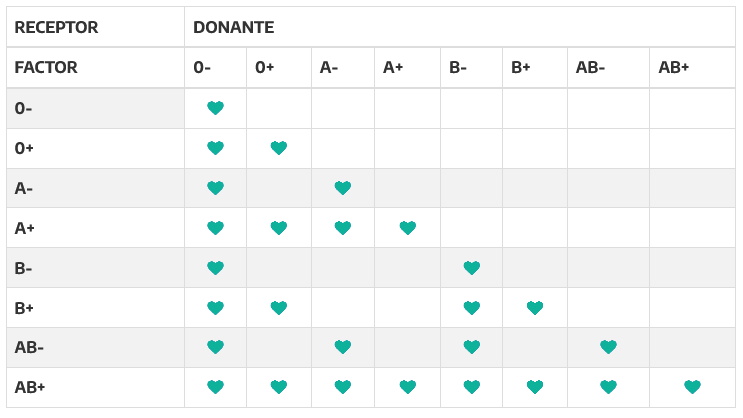 RECEPTOR DONANTE
FACTOR 0- 0+ A- A+ B- B+ AB- AB+
0-
0+
A-
A+
B-
B+
AB-
AB+